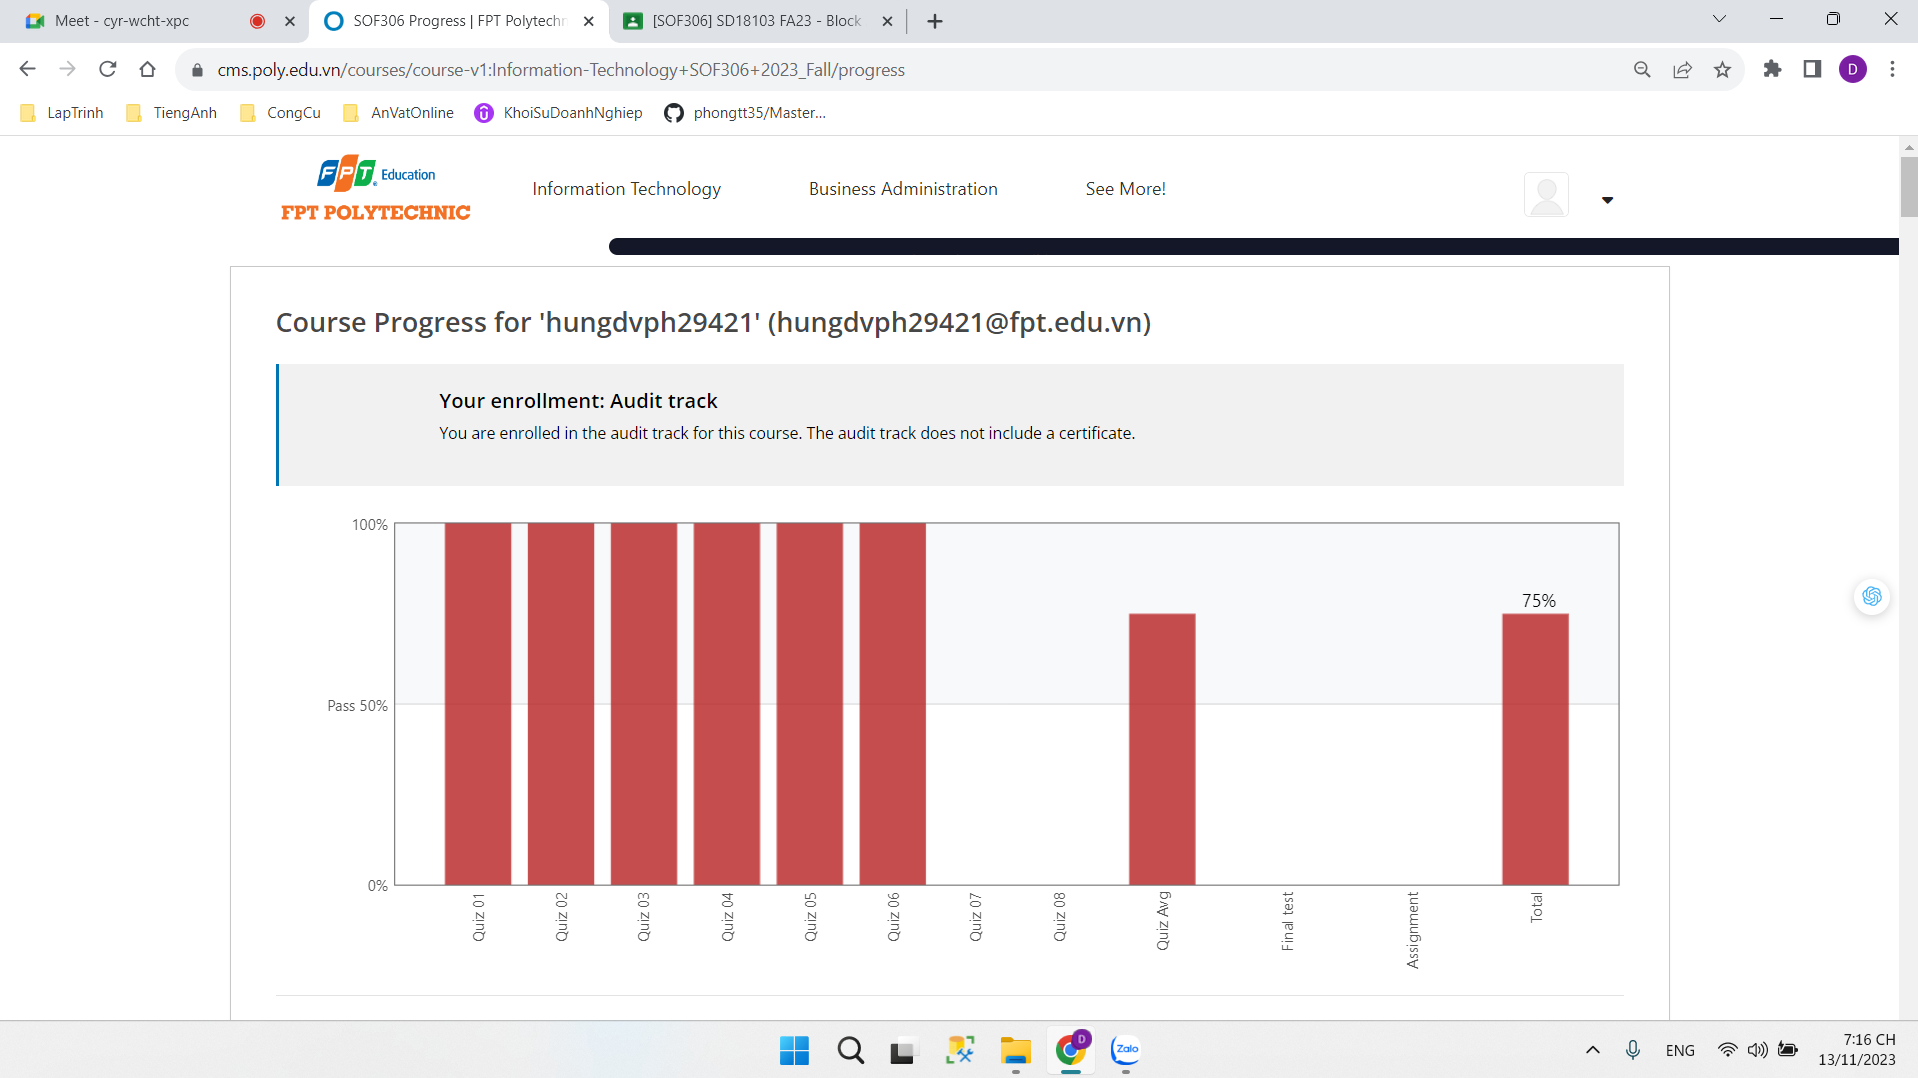 Meet - cyr-wcht-xpc
SOF306 Progress | FPT Polytechn
[SOF306] SD18103 FA23 - Block
cms.poly.edu.vn/courses/course-v1:Information-Technology+SOF306+2023_Fall/progress
D
LapTrinh
TiengAnh
CongCu
AnVatOnline
KhoiSuDoanhNghiep
phongtt35/Master...
FPT Education
FPT POLYTECHNIC
Information Technology
Business Administration
See More!
Course Progress for 'hungdvph29421' (hungdvph29421@fpt.edu.vn)
Your enrollment: Audit track
You are enrolled in the audit track for this course. The audit track does not include a certificate.
100%
75%
Pass 50%
0%
Quiz 01
Quiz 02
Quiz 03
Quiz 04
Quiz 05
Quiz 06
Quiz 07
Quiz 08
Quiz Avg
Final test
Assignment
Total
D
Zalo
ENG
7:16 CH
13/11/2023